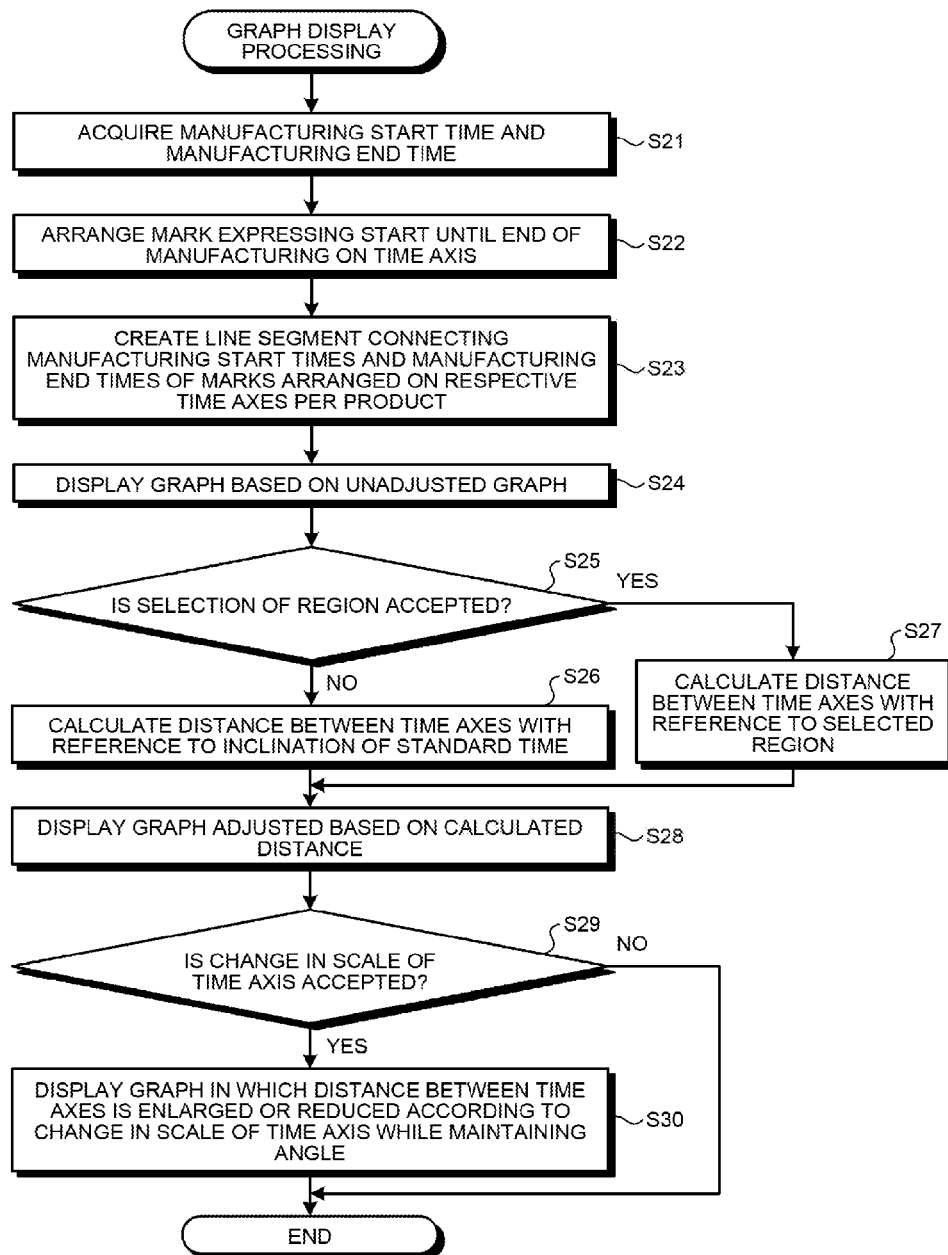 GRAPH DISPLAY
PROCESSING
ACQUIRE MANUFACTURING START TIME AND
MANUFACTURING END TIME
S21
ARRANGE MARK EXPRESSING START UNTIL END OF
MANUFACTURING ON TIME AXIS
S22
CREATE LINE SEGMENT CONNECTING
MANUFACTURING START TIMES AND MANUFACTURING
END TIMES OF MARKS ARRANGED ON RESPECTIVE
TIME AXES PER PRODUCT
S23
DISPLAY GRAPH BASED ON UNADJUSTED GRAPH
S24
S25
IS SELECTION OF REGION ACCEPTED?
YES
NO
S26
CALCULATE DISTANCE BETWEEN TIME AXES WITH
REFERENCE TO INCLINATION OF STANDARD TIME
S27
CALCULATE DISTANCE
BETWEEN TIME AXES WITH
REFERENCE TO SELECTED
REGION
DISPLAY GRAPH ADJUSTED BASED ON CALCULATED
DISTANCE
S28
S29
IS CHANGE IN SCALE OF
TIME AXIS ACCEPTED?
NO
YES
DISPLAY GRAPH IN WHICH DISTANCE BETWEEN TIME
AXES IS ENLARGED OR REDUCED ACCORDING TO
CHANGE IN SCALE OF TIME AXIS WHILE MAINTAINING
ANGLE
S30
END